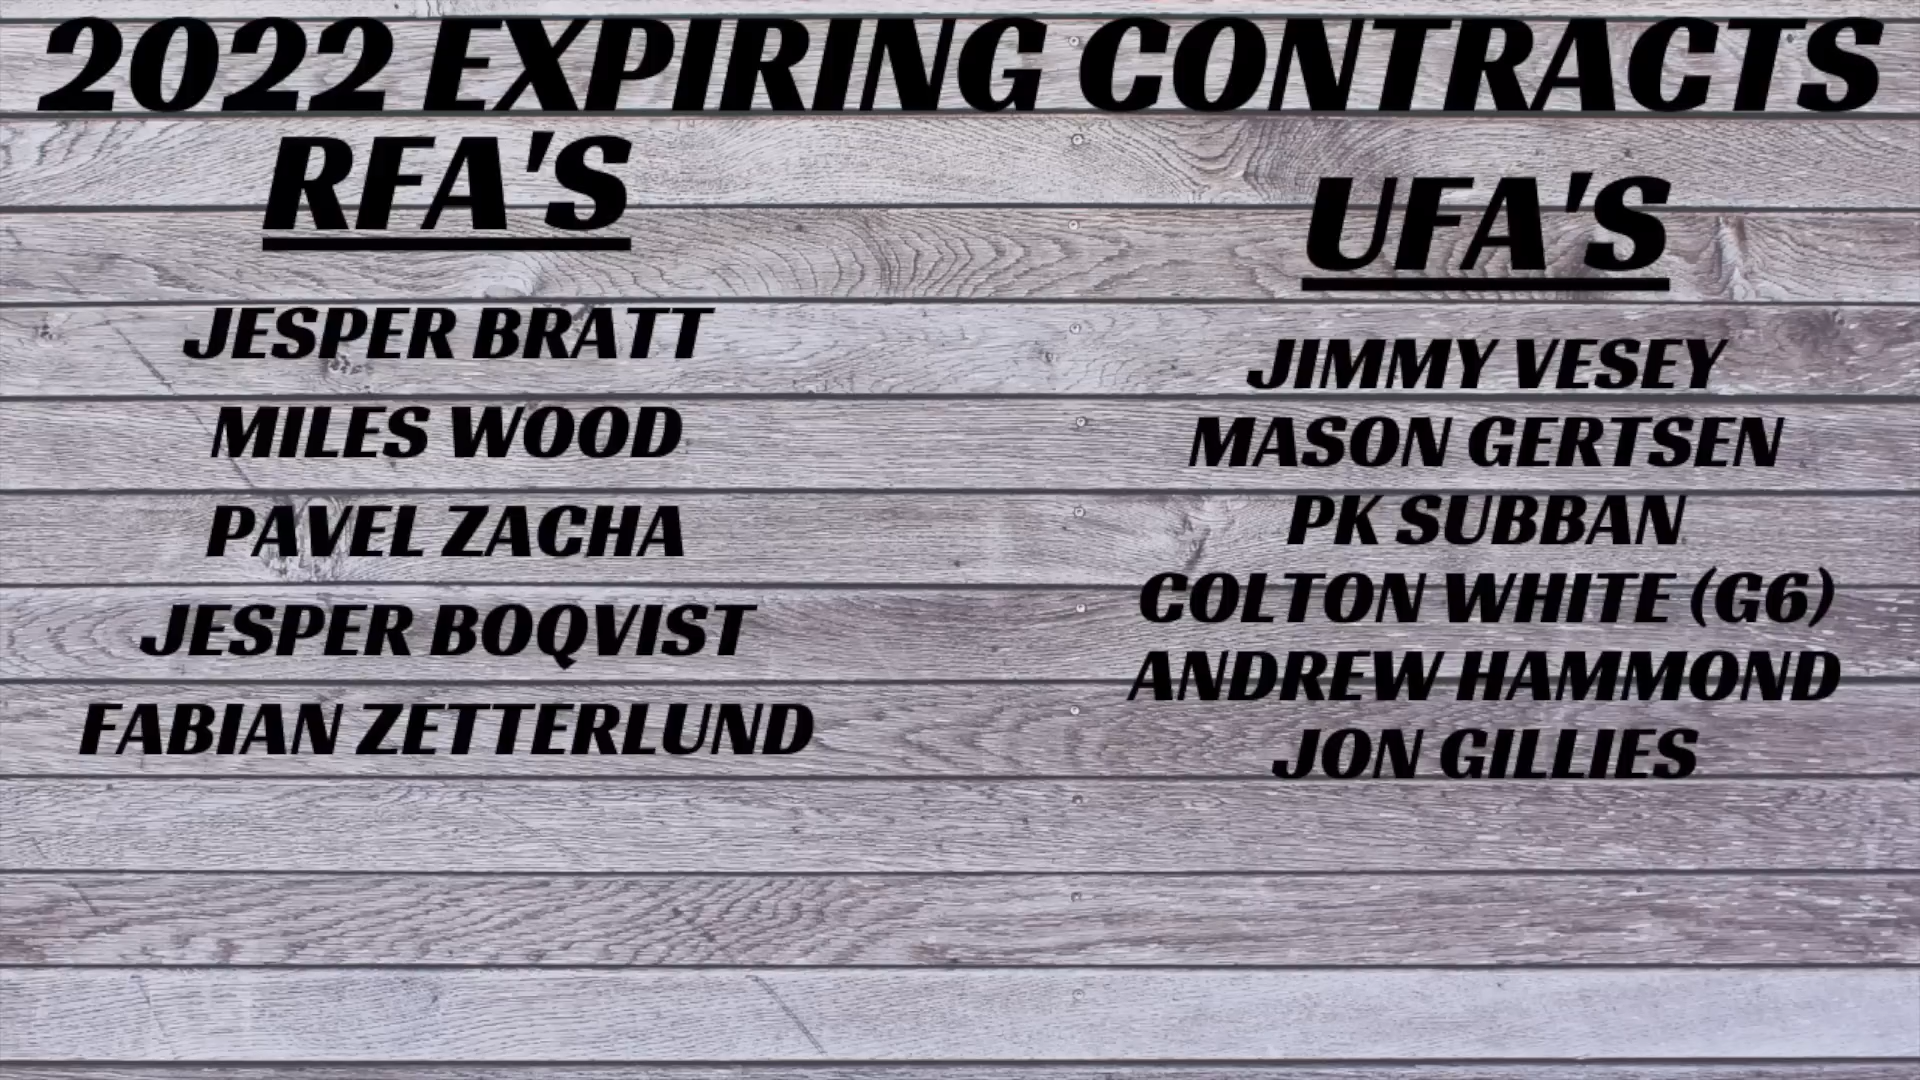 2022 EXPIRING CONTRACTS
RFA'S
JESPER BRATT
MILES WOOD
PAVEL ZACHA
JESPER BOQVIST
FABIAN ZETTERLUND
UFA'S
JIMMY VESEY
MASON GERTSEN
PK SUBBAN
COLTON WHITE (G6)
ANDREW HAMMOND
JON GILLIES